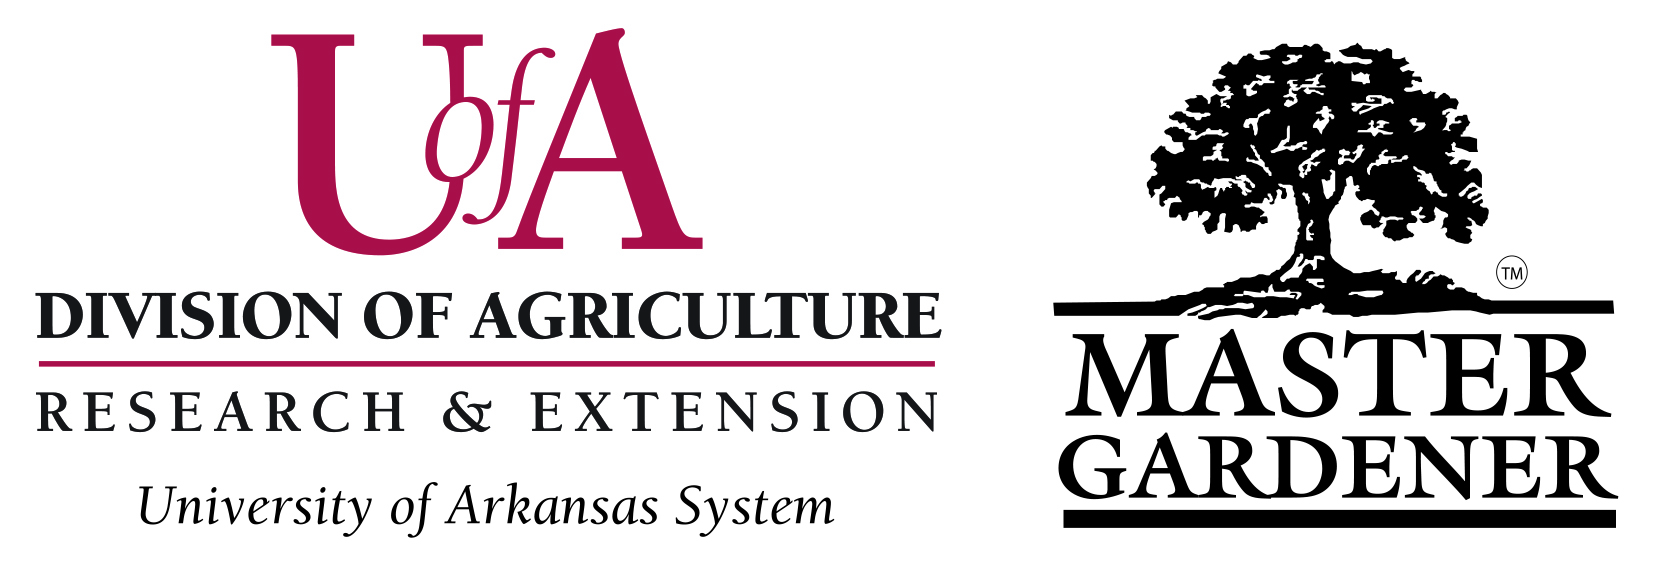 UofA
DIVISION OF AGRICULTURE
RESEARCH & EXTENSION
University of Arkansas System
TM
MASTER
GARDENER